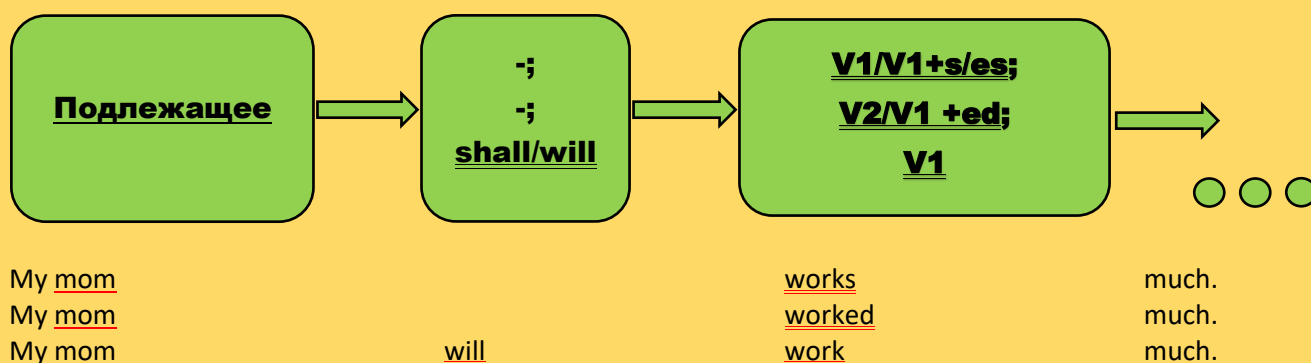 Подлежащее
-;
-;
shall/will
V1/V1+s/es;
V2/V1 +ed;
V1
My mom works much.
My mom worked much.
My mom will work much.